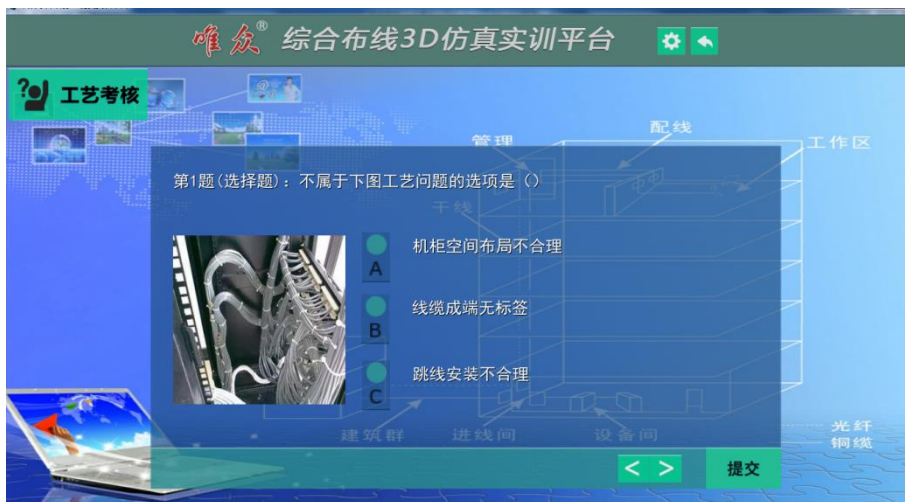 唯众® 综合布线3D仿真实训平台
?
工艺考核
管理
配线
工作区
第1题(选择题)：不属于下图工艺问题的选项是（）
干线
A 机柜空间布局不合理
B 线缆成端无标签
C 跳线安装不合理
建筑群 进线间 设备间
光纤
铜缆
< > 提交